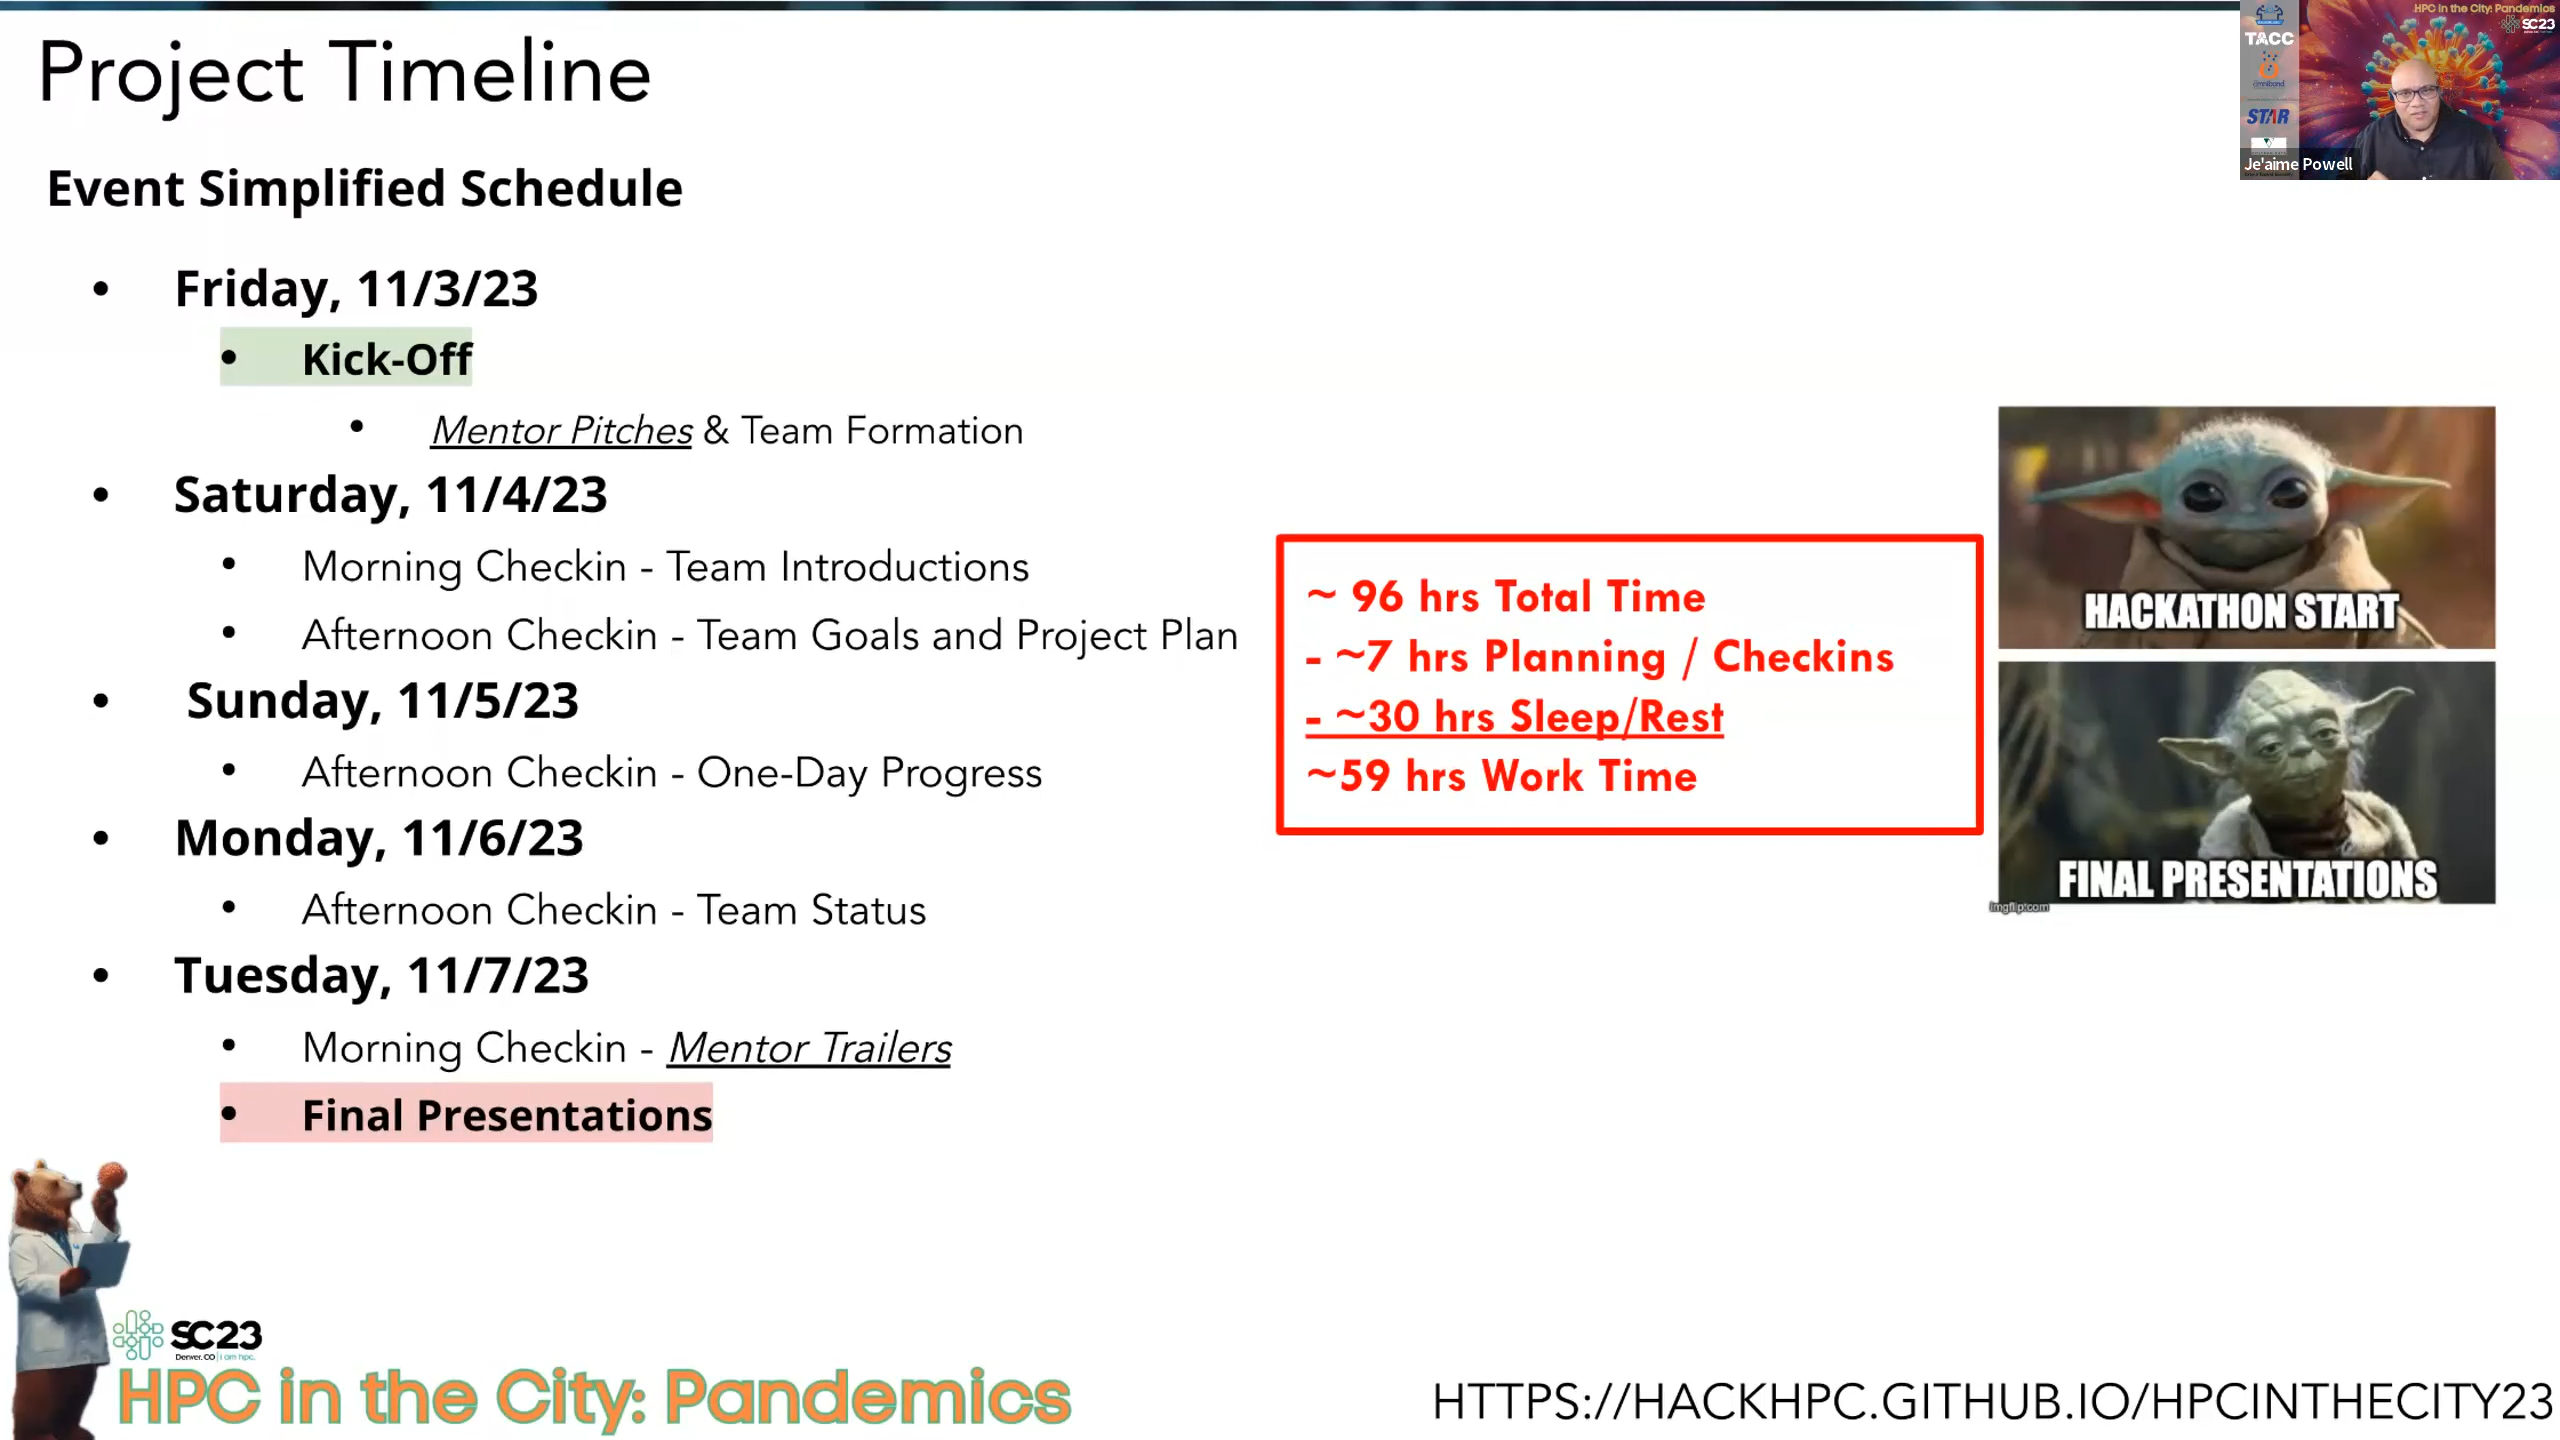 Project Timeline
Event Simplified Schedule
• Friday, 11/3/23
• Kick-Off
• Mentor Pitches & Team Formation
• Saturday, 11/4/23
• Morning Checkin - Team Introductions
• Afternoon Checkin - Team Goals and Project Plan
• Sunday, 11/5/23
• Afternoon Checkin - One-Day Progress
• Monday, 11/6/23
• Afternoon Checkin - Team Status
• Tuesday, 11/7/23
• Morning Checkin - Mentor Trailers
• Final Presentations
~ 96 hrs Total Time
- ~7 hrs Planning / Checkins
- ~30 hrs Sleep/Rest
~59 hrs Work Time
HACKATHON START
FINAL PRESENTATIONS
imgflip.com
HPC in the City: Pandemics
SC23
TACC
omnibond
STAR
Je'aime Powell
SC23
Denver, CO | i am hpc.
HPC in the City: Pandemics
HTTPS://HACKHPC.GITHUB.IO/HPCINTHECITY23